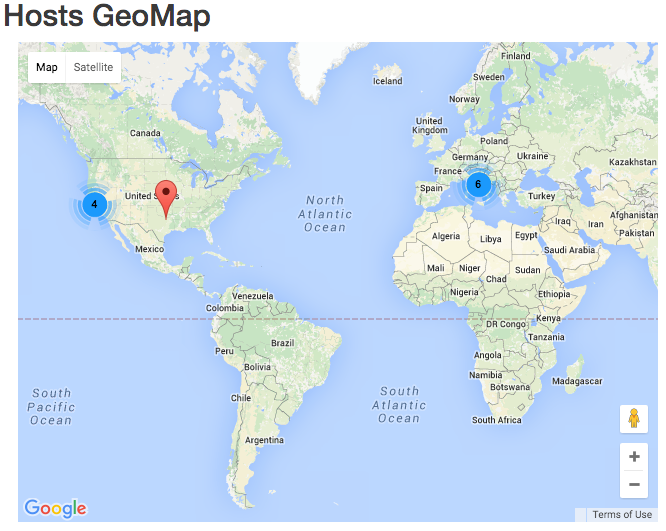 Hosts GeoMap
Map Satellite
Finland
Sweden
Iceland
Norway
United
Kingdom
Canada
Poland
Germany
Ukraine
Kazakhstan
France
6
Spain
Turkey
4
North
Atlantic
Ocean
Iraq
Iran
Afghanistan
Pakistan
Mexico
Algeria
Libya
Egypt
Saudi Arabia
Mali
Niger
Chad
Sudan
Venezuela
Nigeria
Ethiopia
Colombia
DR Congo
Kenya
Tanzania
Peru
Brazil
Bolivia
Angola
Namibia
Botswana
Madagascar
South
Pacific
Ocean
Chile
South
Atlantic
Ocean
South Africa
Argentina
+
−
Google
Terms of Use